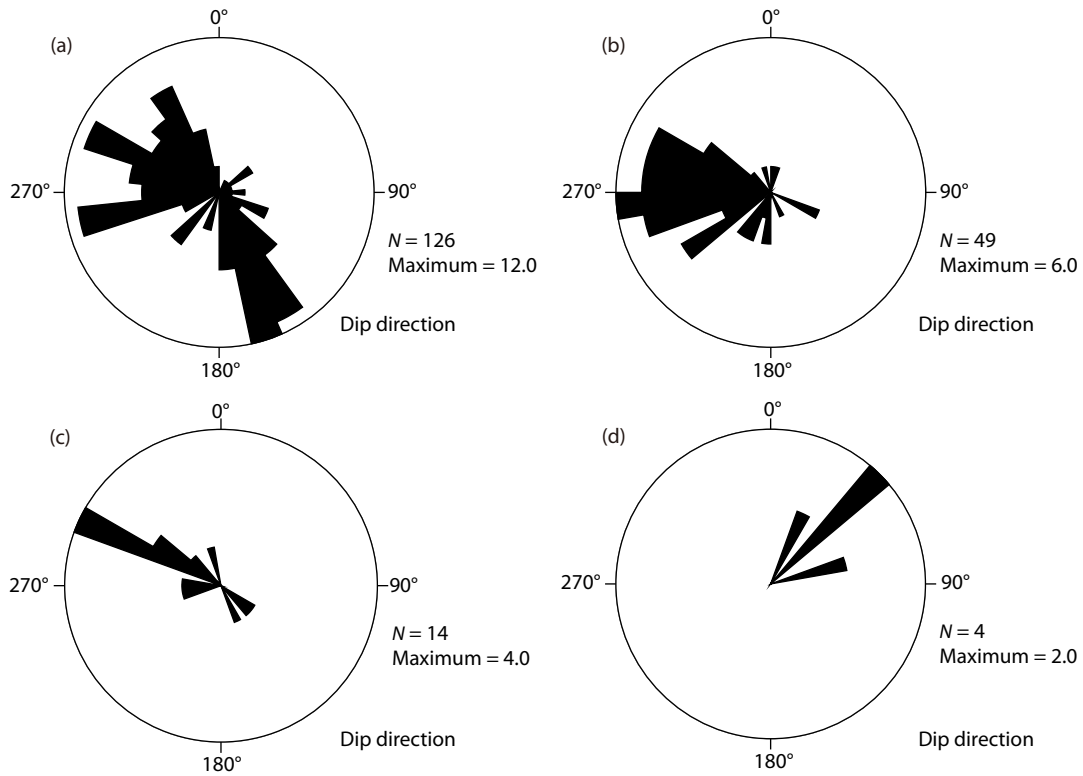 (a)
0°
270°
90°
N = 126
Maximum = 12.0
Dip direction
180°
(b)
0°
270°
90°
N = 49
Maximum = 6.0
Dip direction
180°
(c)
0°
270°
90°
N = 14
Maximum = 4.0
Dip direction
180°
(d)
0°
270°
90°
N = 4
Maximum = 2.0
Dip direction
180°